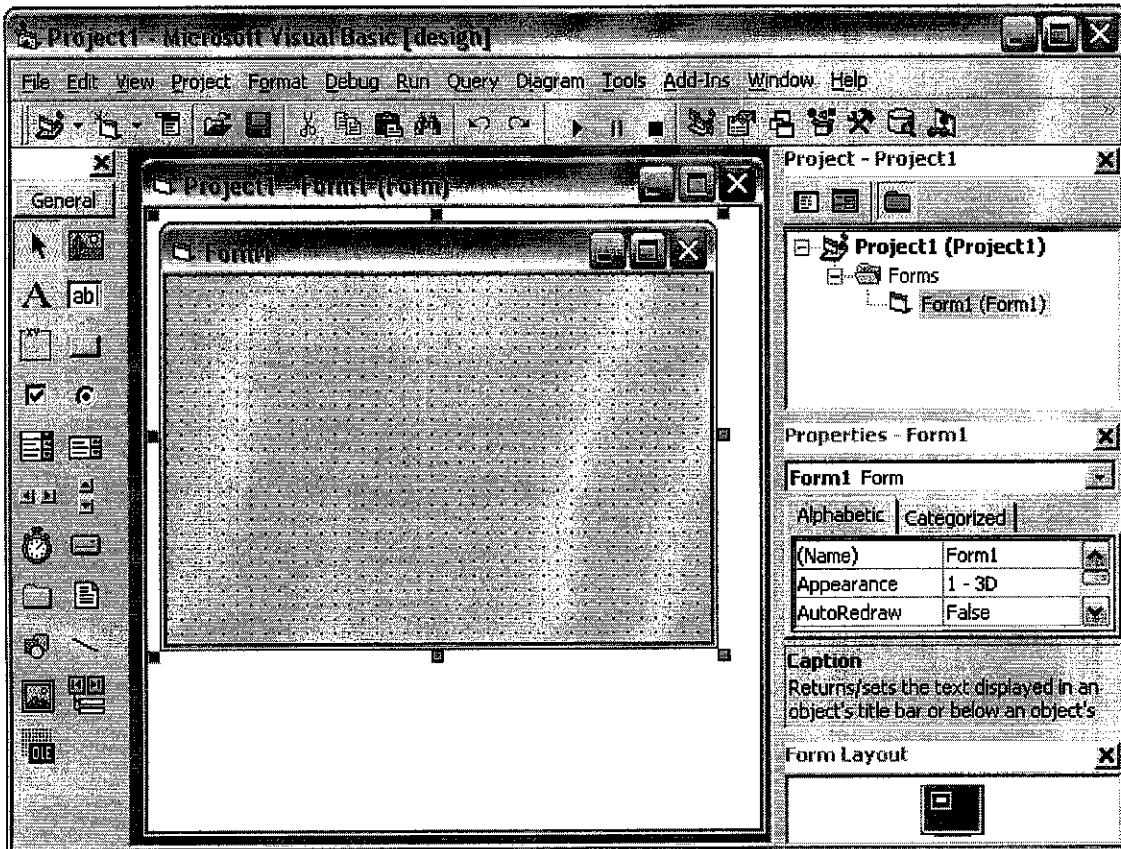 Project1 - Microsoft Visual Basic [design]
File Edit View Project Format Debug Run Query Diagram Tools Add-Ins Window Help
General
A
ab
xy
OLE
Project1 - Form1 (Form)
Form1
Project - Project1
Project1 (Project1)
Forms
Form1 (Form1)
Properties - Form1
Form1 Form
Alphabetic Categorized
(Name) Form1
Appearance 1 - 3D
AutoRedraw False
Caption
Returns/sets the text displayed in an
object's title bar or below an object's
Form Layout